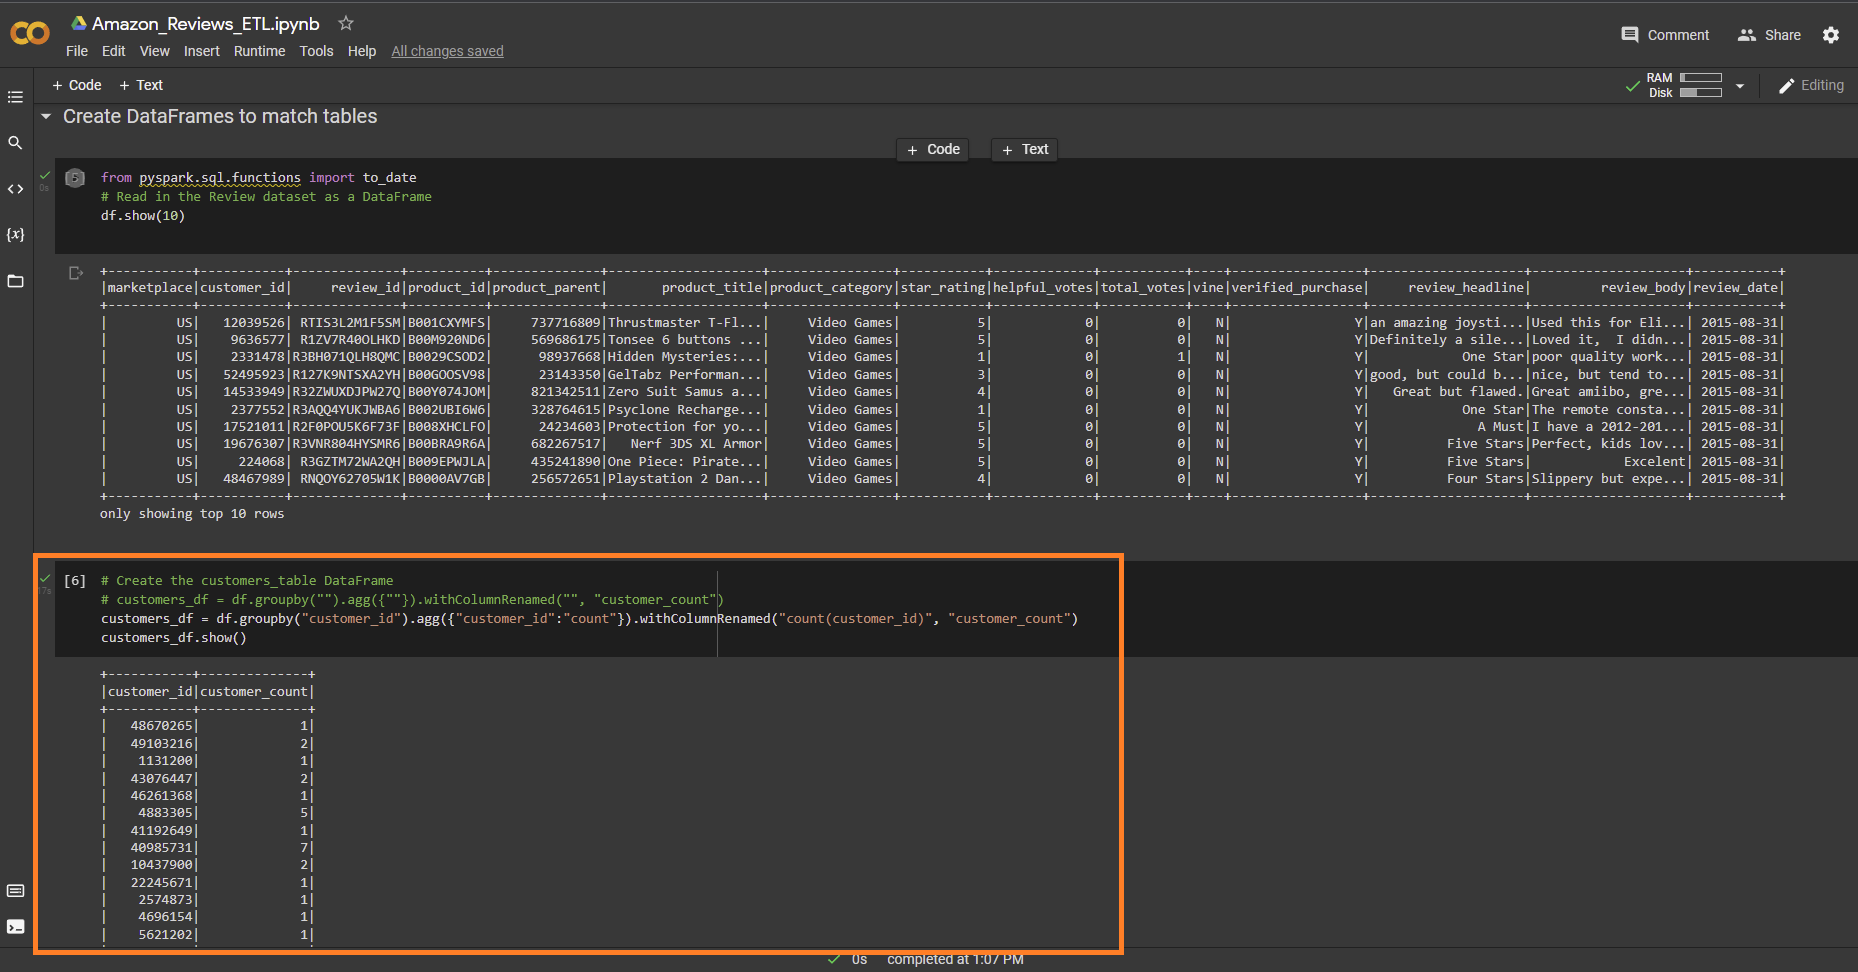 Amazon_Reviews_ETL.ipynb
File Edit View Insert Runtime Tools Help All changes saved
Comment Share
+ Code + Text
RAM
Disk
Editing
Create DataFrames to match tables
+ Code + Text
0s
[5]
from pyspark.sql.functions import to_date
# Read in the Review dataset as a DataFrame
df.show(10)
+-----------+-----------+--------------+----------+--------------+--------------------+----------------+-----------+-------------+-----------+----+-----------------+--------------------+--------------------+-----------+
|marketplace|customer_id|     review_id|product_id|product_parent|       product_title|product_category|star_rating|helpful_votes|total_votes|vine|verified_purchase|     review_headline|         review_body|review_date|
+-----------+-----------+--------------+----------+--------------+--------------------+----------------+-----------+-------------+-----------+----+-----------------+--------------------+--------------------+-----------+
|         US|   12039526| RTIS3L2M1F5SM|B001CXYMFS|     737716809|Thrustmaster T-Fl...|     Video Games|          5|            0|          0|   N|                Y|an amazing joysti...|Used this for Eli...| 2015-08-31|
|         US|    9636577| R1ZV7R40OLHKD|B00M920ND6|     569686175|Tonsee 6 buttons ...|     Video Games|          5|            0|          0|   N|                Y|Definitely a sile...|Loved it,  I didn...| 2015-08-31|
|         US|    2331478|R3BH071QLH8QMC|B0029CSOD2|      98937668|Hidden Mysteries:...|     Video Games|          1|            0|          1|   N|                Y|            One Star|poor quality work...| 2015-08-31|
|         US|   52495923|R127K9NTSXA2YH|B00GOOSV98|      23143350|GelTabz Performan...|     Video Games|          3|            0|          0|   N|                Y|good, but could b...|nice, but tend to...| 2015-08-31|
|         US|   14533949|R32ZWUXDJPW27Q|B00Y074JOM|     821342511|Zero Suit Samus a...|     Video Games|          4|            0|          0|   N|                Y|   Great but flawed.|Great amiibo, gre...| 2015-08-31|
|         US|    2377552|R3AQQ4YUKJWBA6|B002UBI6W6|     328764615|Psyclone Recharge...|     Video Games|          1|            0|          0|   N|                Y|            One Star|The remote consta...| 2015-08-31|
|         US|   17521011|R2F0POU5K6F73F|B008XHCLFO|      24234603|Protection for yo...|     Video Games|          5|            0|          0|   N|                Y|              A Must|I have a 2012-201...| 2015-08-31|
|         US|   19676307|R3VNR804HYSMR6|B00BRA9R6A|     682267517|   Nerf 3DS XL Armor|     Video Games|          5|            0|          0|   N|                Y|          Five Stars|Perfect, kids lov...| 2015-08-31|
|         US|     224068| R3GZTM72WA2QH|B009EPWJLA|     435241890|One Piece: Pirate...|     Video Games|          5|            0|          0|   N|                Y|          Five Stars|            Excelent| 2015-08-31|
|         US|   48467989| RNQOY62705W1K|B0000AV7GB|     256572651|Playstation 2 Dan...|     Video Games|          4|            0|          0|   N|                Y|          Four Stars|Slippery but expe...| 2015-08-31|
+-----------+-----------+--------------+----------+--------------+--------------------+----------------+-----------+-------------+-----------+----+-----------------+--------------------+--------------------+-----------+
only showing top 10 rows
17s
[6]
# Create the customers_table DataFrame
# customers_df = df.groupby("").agg({""}).withColumnRenamed("", "customer_count")
customers_df = df.groupby("customer_id").agg({"customer_id":"count"}).withColumnRenamed("count(customer_id)", "customer_count")
customers_df.show()
+-----------+--------------+
|customer_id|customer_count|
+-----------+--------------+
|   48670265|             1|
|   49103216|             2|
|    1131200|             1|
|   43076447|             2|
|   46261368|             1|
|    4883305|             5|
|   41192649|             1|
|   40985731|             7|
|   10437900|             2|
|   22245671|             1|
|    2574873|             1|
|    4696154|             1|
|    5621202|             1|
0s completed at 1:07 PM